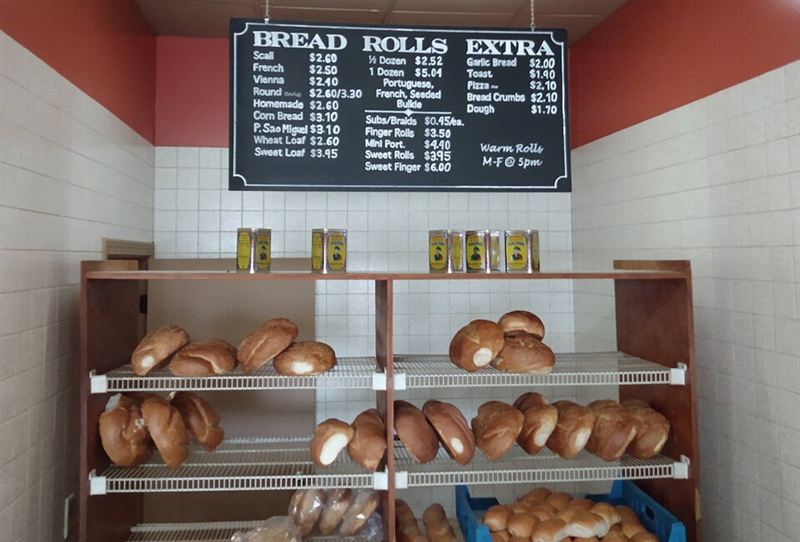 BREAD
Scali $2.60
French $2.50
Vienna $2.40
Round $2.60/3.30
Homemade $2.60
Corn Bread $3.10
P. Sao Miguel $3.10
Wheat Loaf $2.60
Sweet Loaf $3.95
ROLLS
½ Dozen $2.52
1 Dozen $5.04
Portuguese,
French, Seeded
Bulkie
Subs/Braids $0.45/ea.
Finger Rolls $3.50
Mini Port. $4.40
Sweet Rolls $3.95
Sweet Finger $6.00
EXTRA
Garlic Bread $2.00
Toast $1.90
Pizza $2.10
Bread Crumbs $2.10
Dough $1.70
Warm Rolls
M-F @ 5pm